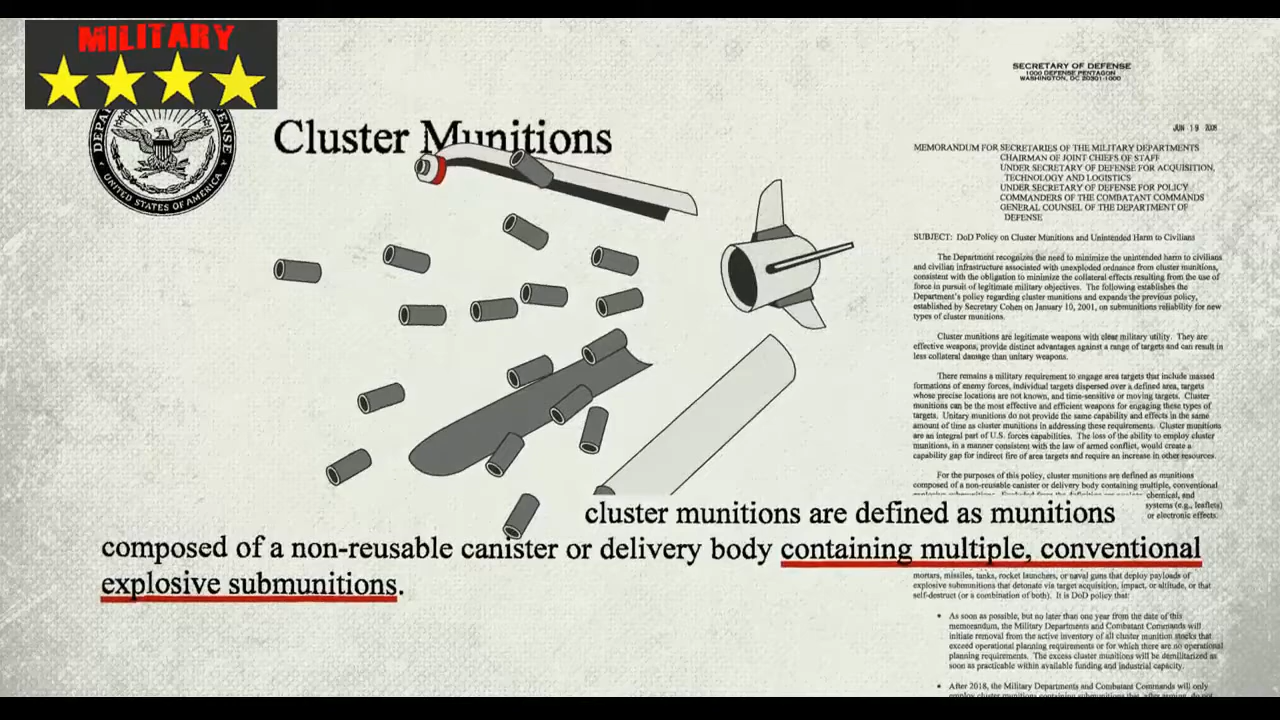 MILITARY
UNITED STATES OF AMERICA
Cluster Munitions
SECRETARY OF DEFENSE
1000 DEFENSE PENTAGON
WASHINGTON, DC 20301-1000
JUN 19 2008
MEMORANDUM FOR SECRETARIES OF THE MILITARY DEPARTMENTS
CHAIRMAN OF JOINT CHIEFS OF STAFF
UNDER SECRETARY OF DEFENSE FOR ACQUISITION,
TECHNOLOGY AND LOGISTICS
UNDER SECRETARY OF DEFENSE FOR POLICY
COMMANDERS OF THE COMBATANT COMMANDS
GENERAL COUNSEL OF THE DEPARTMENT OF
DEFENSE
SUBJECT: DoD Policy on Cluster Munitions and Unintended Harm to Civilians
The Department recognizes the need to minimize the unintended harm to civilians
and civilian infrastructure associated with unexploded ordnance from cluster munitions,
consistent with the obligation to minimize the collateral effects resulting from the use of
force in pursuit of legitimate military objectives. The following establishes the
Department's policy regarding cluster munitions and expands the previous policy,
established by Secretary Cohen on January 10, 2001, on submunitions reliability for new
types of cluster munitions.
Cluster munitions are legitimate weapons with clear military utility. They are
effective weapons, provide distinct advantages against a range of targets and can result in
less collateral damage than unitary weapons.
There remains a military requirement to engage area targets that include massed
formations of enemy forces, individual targets dispersed over a defined area, targets
whose precise locations are not known, and time-sensitive or moving targets. Cluster
munitions can be the most effective and efficient weapons for engaging these types of
targets. Unitary munitions do not provide the same capability and effects in the same
amount of time as cluster munitions in addressing these requirements. Cluster munitions
are an integral part of U.S. forces capabilities. The loss of the ability to employ cluster
munitions, in a manner consistent with the law of armed conflict, would create a
capability gap for indirect fire of area targets and require an increase in other resources.
For the purposes of this policy, cluster munitions are defined as munitions
composed of a non-reusable canister or delivery body containing multiple, conventional
chemical, and
systems (e.g., leaflets)
or electronic effects.
cluster munitions are defined as munitions
composed of a non-reusable canister or delivery body containing multiple, conventional
explosive submunitions.
mortars, missiles, tanks, rocket launchers, or naval guns that deploy payloads of
explosive submunitions that detonate via target acquisition, impact, or altitude, or that
self-destruct (or a combination of both). It is DoD policy that:
• As soon as possible, but no later than one year from the date of this
memorandum, the Military Departments and Combatant Commands will
initiate removal from the active inventory of all cluster munition stocks that
exceed operational planning requirements or for which there are no operational
planning requirements. The excess cluster munitions will be demilitarized as
soon as practicable within available funding and industrial capacity.
• After 2018, the Military Departments and Combatant Commands will only